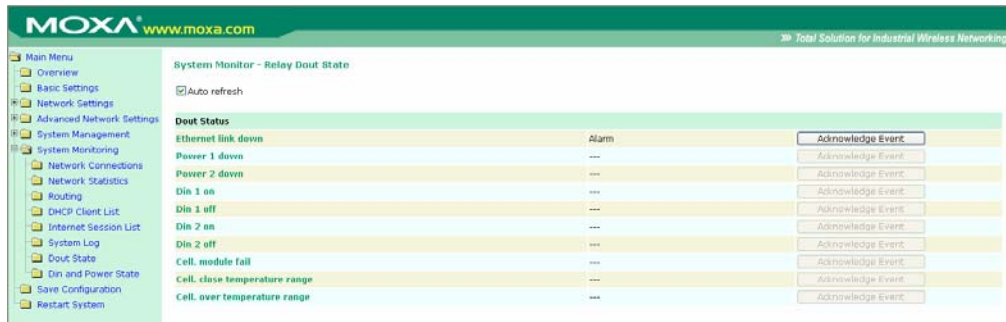 MOXA® www.moxa.com
Total Solution for Industrial Wireless Networking
Main Menu
Overview
Basic Settings
Network Settings
Advanced Network Settings
System Management
System Monitoring
Network Connections
Network Statistics
Routing
DHCP Client List
Internet Session List
System Log
Dout State
Din and Power State
Save Configuration
Restart System
System Monitor - Relay Dout State
Auto refresh
Dout Status
Ethernet link down Alarm Acknowledge Event
Power 1 down --- Acknowledge Event
Power 2 down --- Acknowledge Event
Din 1 on --- Acknowledge Event
Din 1 off --- Acknowledge Event
Din 2 on --- Acknowledge Event
Din 2 off --- Acknowledge Event
Cell. module fail --- Acknowledge Event
Cell. close temperature range --- Acknowledge Event
Cell. over temperature range --- Acknowledge Event